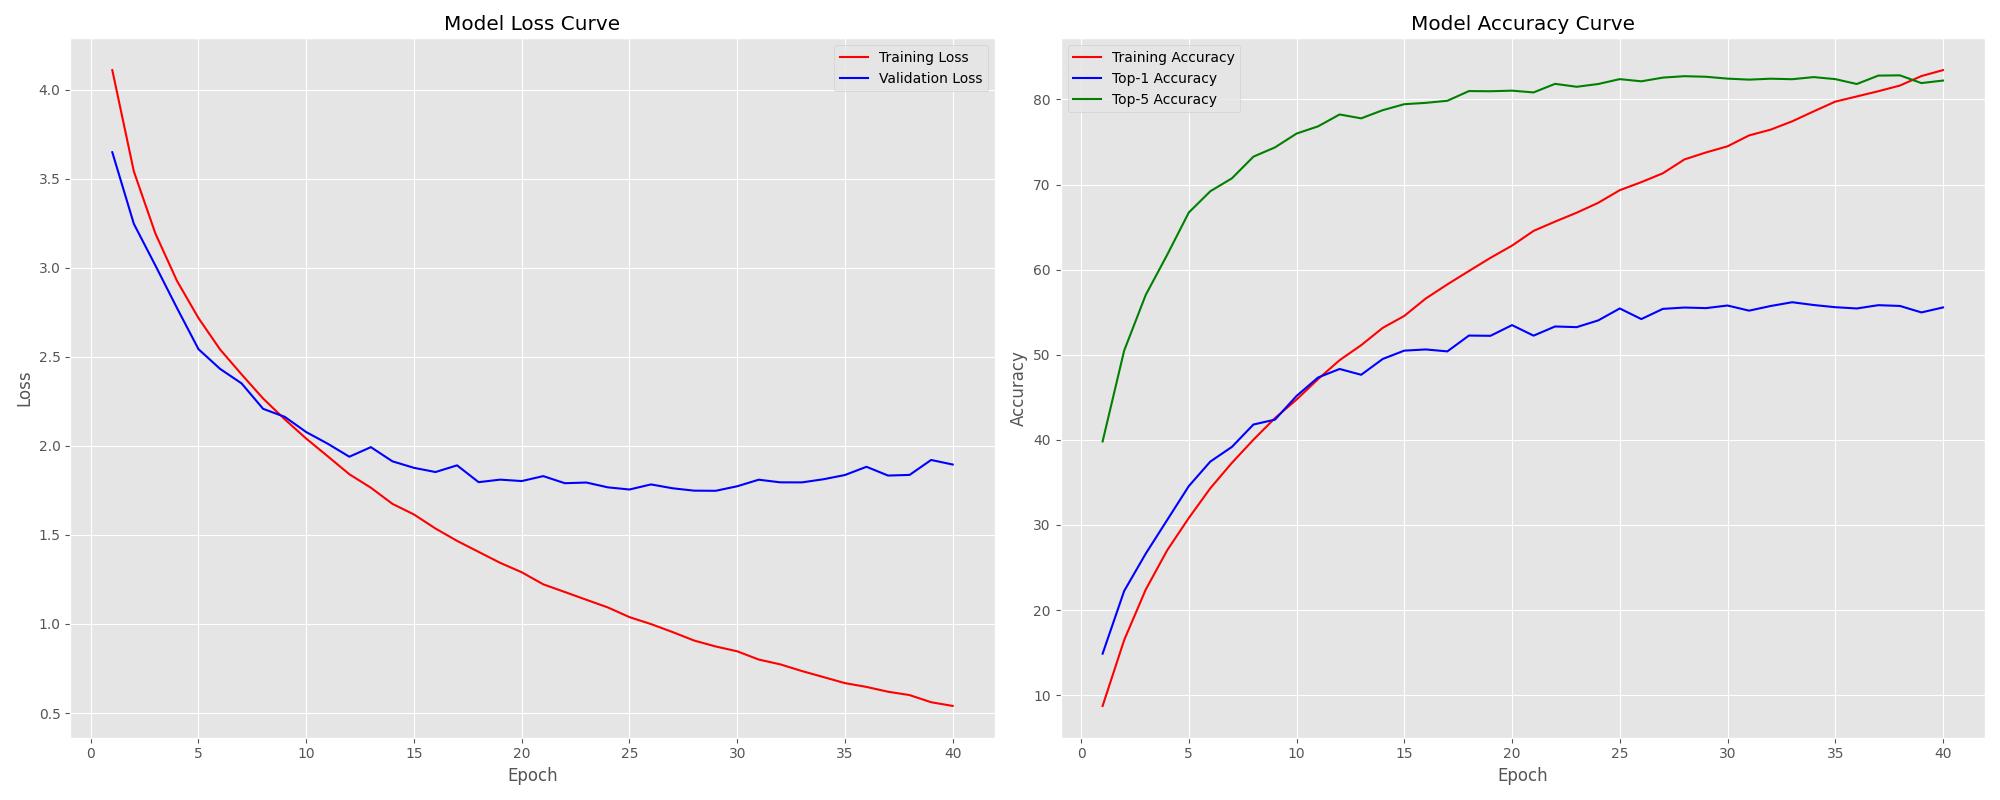 Model Loss Curve
Training Loss
Validation Loss
4.0
3.5
3.0
2.5
2.0
1.5
1.0
0.5
Loss
0 5 10 15 20 25 30 35 40
Epoch
Model Accuracy Curve
Training Accuracy
Top-1 Accuracy
Top-5 Accuracy
80
70
60
50
40
30
20
10
Accuracy
0 5 10 15 20 25 30 35 40
Epoch